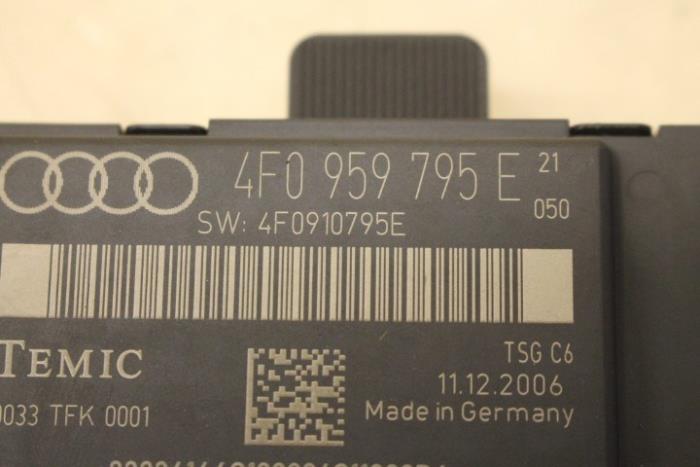 4F0 959 795 E 21
050
SW: 4F0910795E
TSG C6
TEMIC
11.12.2006
0033 TFK 0001
Made in Germany